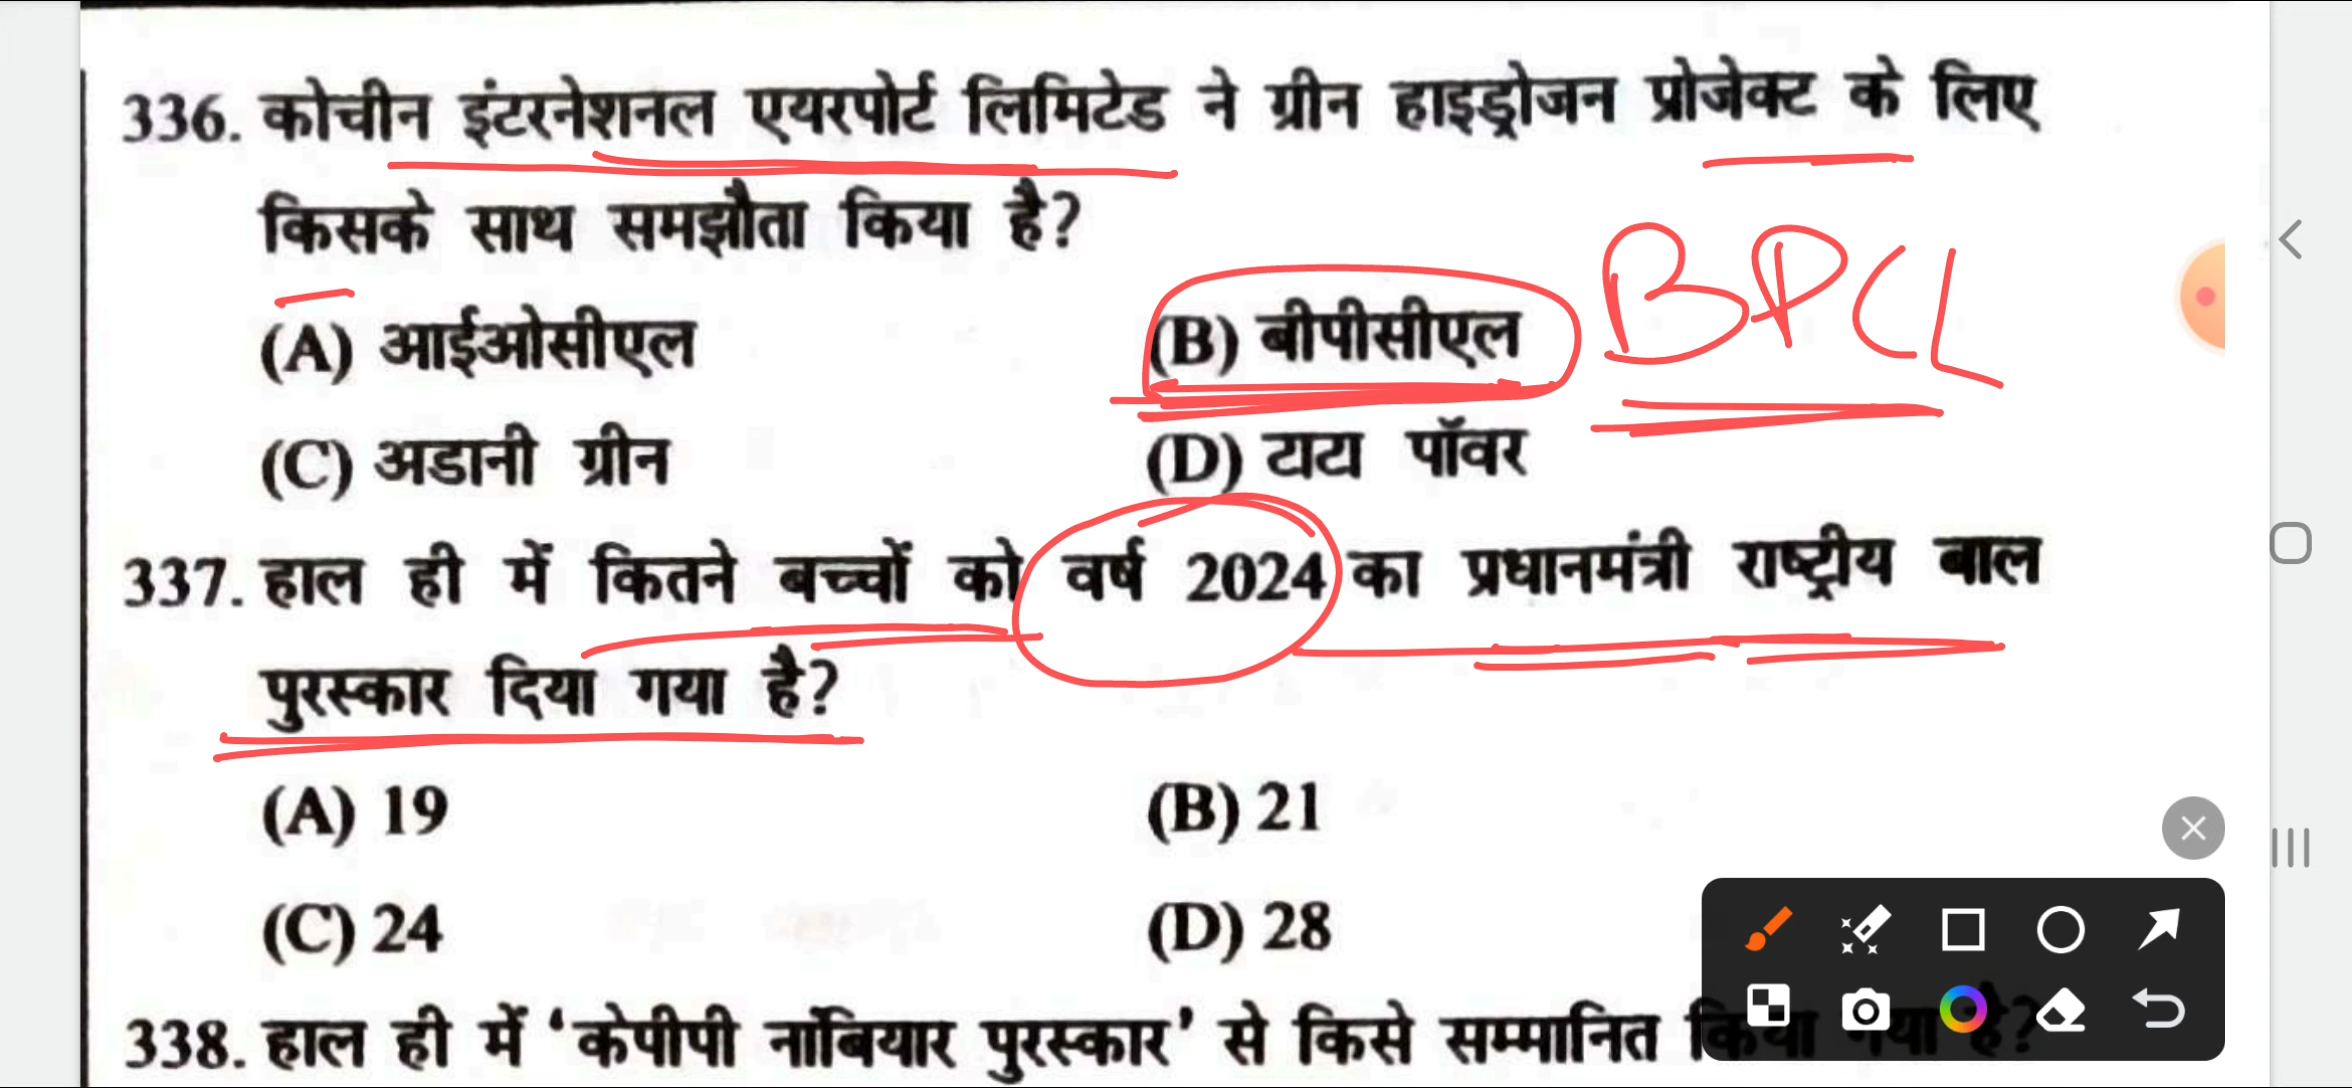 336. कोचीन इंटरनेशनल एयरपोर्ट लिमिटेड ने ग्रीन हाइड्रोजन प्रोजेक्ट के लिए
किसके साथ समझौता किया है?
BPCL
(A) आईओसीएल (B) बीपीसीएल
(C) अडानी ग्रीन (D) टाटा पॉवर
337. हाल ही में कितने बच्चों को वर्ष 2024 का प्रधानमंत्री राष्ट्रीय बाल
पुरस्कार दिया गया है?
(A) 19 (B) 21
(C) 24 (D) 28
338. हाल ही में ‘केपीपी नांबियार पुरस्कार’ से किसे सम्मानित किया गया है?